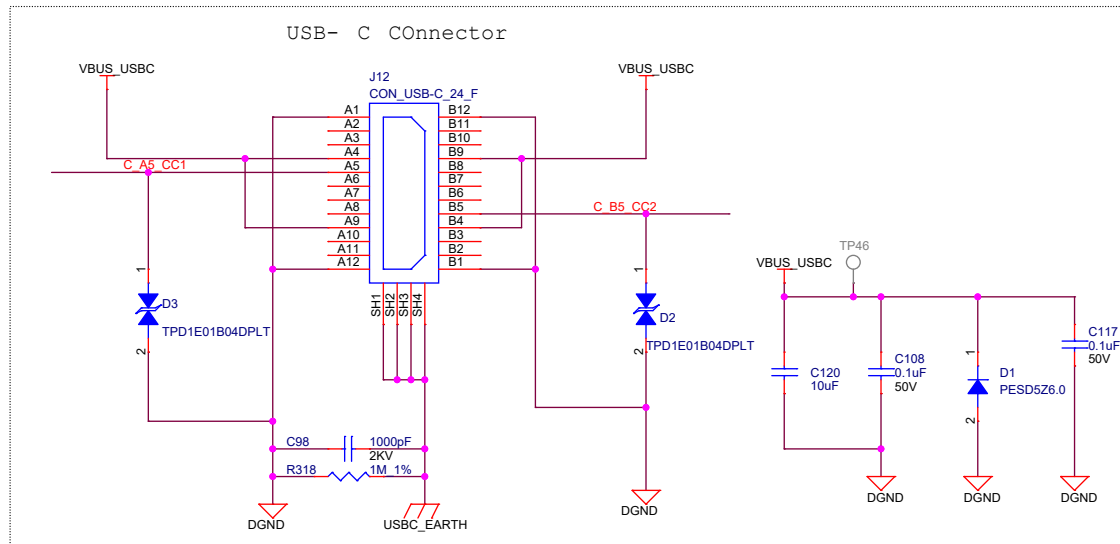 USB- C COnnector
VBUS_USBC
VBUS_USBC
J12
CON_USB-C_24_F
A1
B12
A2
B11
A3
B10
A4
B9
C_A5_CC1
A5
B8
A6
B7
A7
B6
A8
B5
C_B5_CC2
A9
B4
A10
B3
A11
B2
A12
B1
TP46
VBUS_USBC
1
1
SH1
SH2
SH3
SH4
D3
TPD1E01B04DPLT
2
D2
TPD1E01B04DPLT
2
C120
10uF
C108
0.1uF
50V
1
D1
PESD5Z6.0
2
C117
0.1uF
50V
C98
1000pF
2KV
R318
1M_1%
DGND
USBC_EARTH
DGND
DGND
DGND
DGND